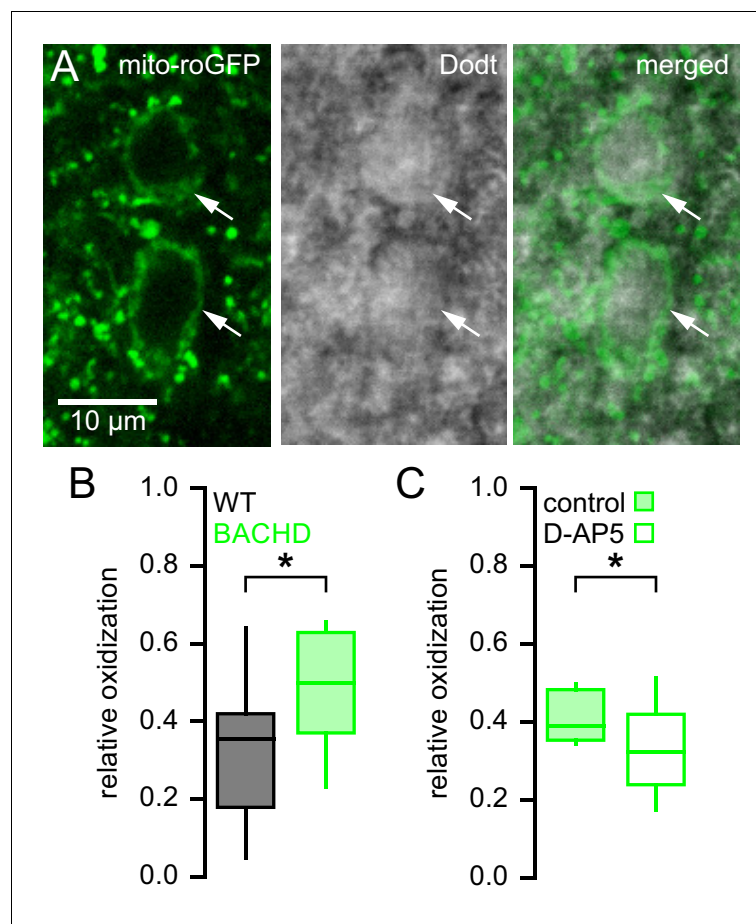 A
mito-roGFP
Dodt
merged
10 µm
B
WT
BACHD
*
relative oxidization
1.0
0.8
0.6
0.4
0.2
0.0
C
control
D-AP5
*
relative oxidization
1.0
0.8
0.6
0.4
0.2
0.0